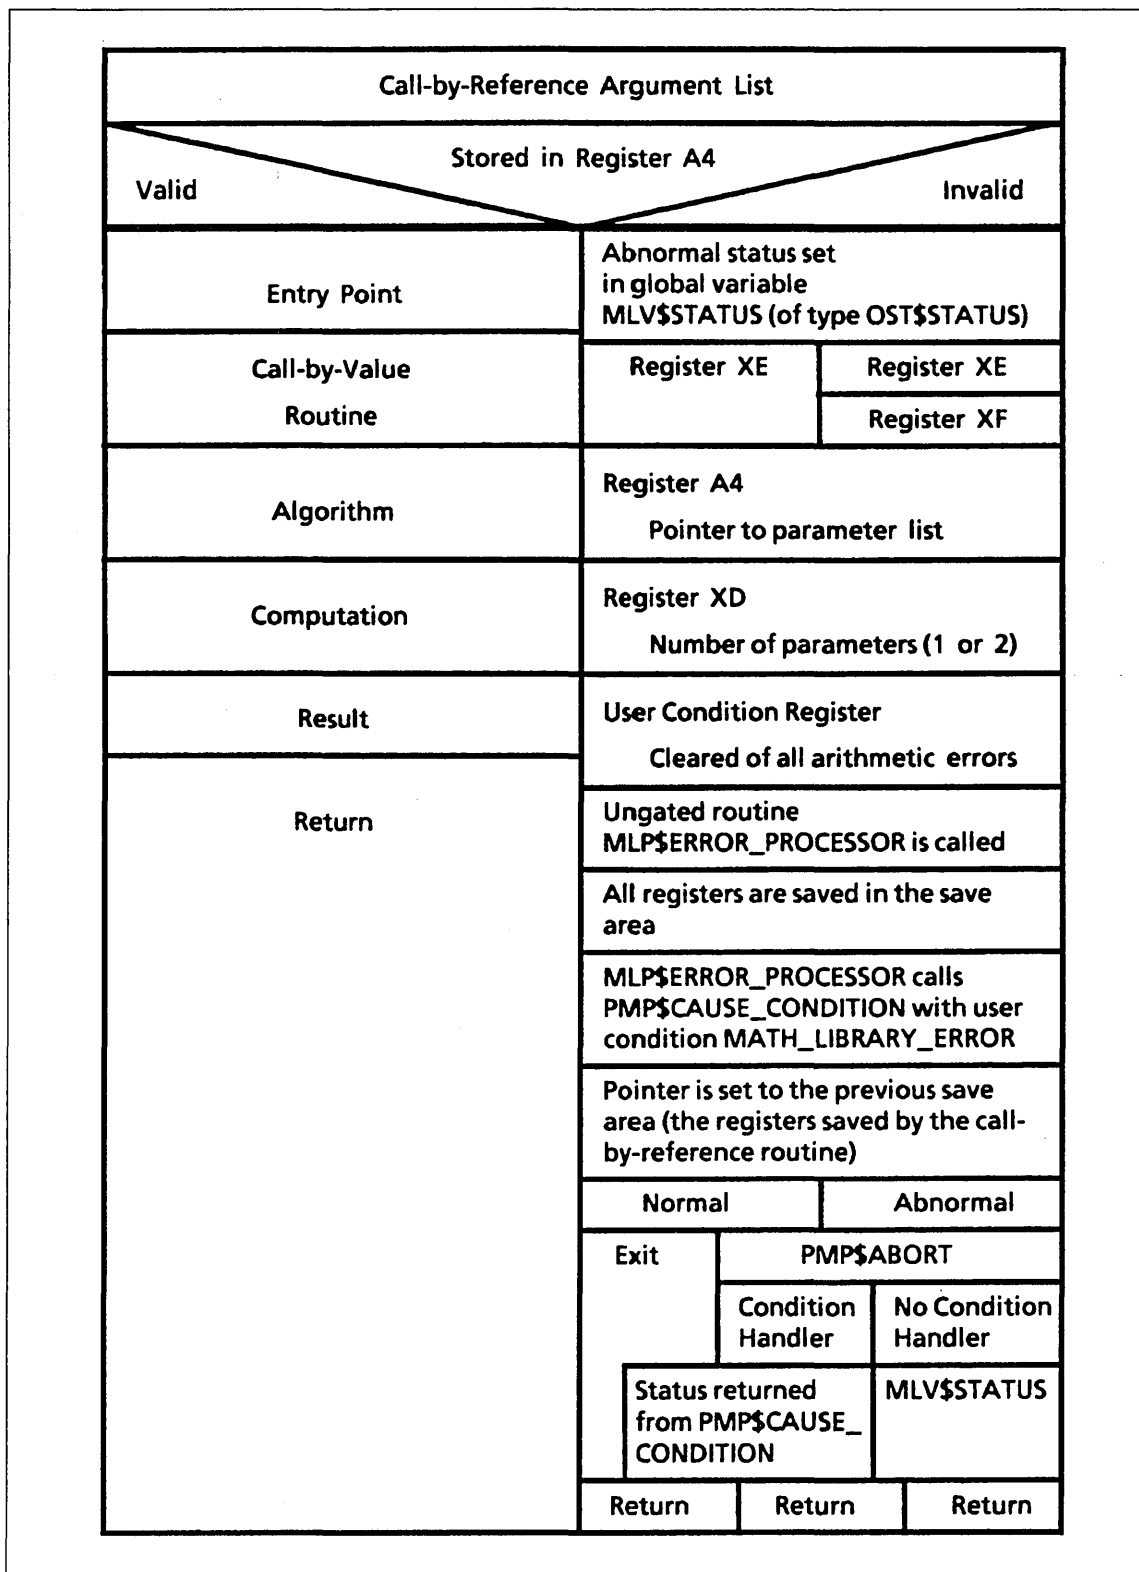 Call-by-Reference Argument List
Stored in Register A4
Valid
Invalid
Entry Point
Call-by-Value
Routine
Algorithm
Computation
Result
Return
Abnormal status set
in global variable
MLV$STATUS (of type OST$STATUS)
Register XE
Register XE
Register XF
Register A4
Pointer to parameter list
Register XD
Number of parameters (1 or 2)
User Condition Register
Cleared of all arithmetic errors
Ungated routine
MLP$ERROR_PROCESSOR is called
All registers are saved in the save
area
MLP$ERROR_PROCESSOR calls
PMP$CAUSE_CONDITION with user
condition MATH_LIBRARY_ERROR
Pointer is set to the previous save
area (the registers saved by the call-
by-reference routine)
Normal
Abnormal
Exit
PMP$ABORT
Condition
Handler
No Condition
Handler
Status returned
from PMP$CAUSE_
CONDITION
MLV$STATUS
Return
Return
Return